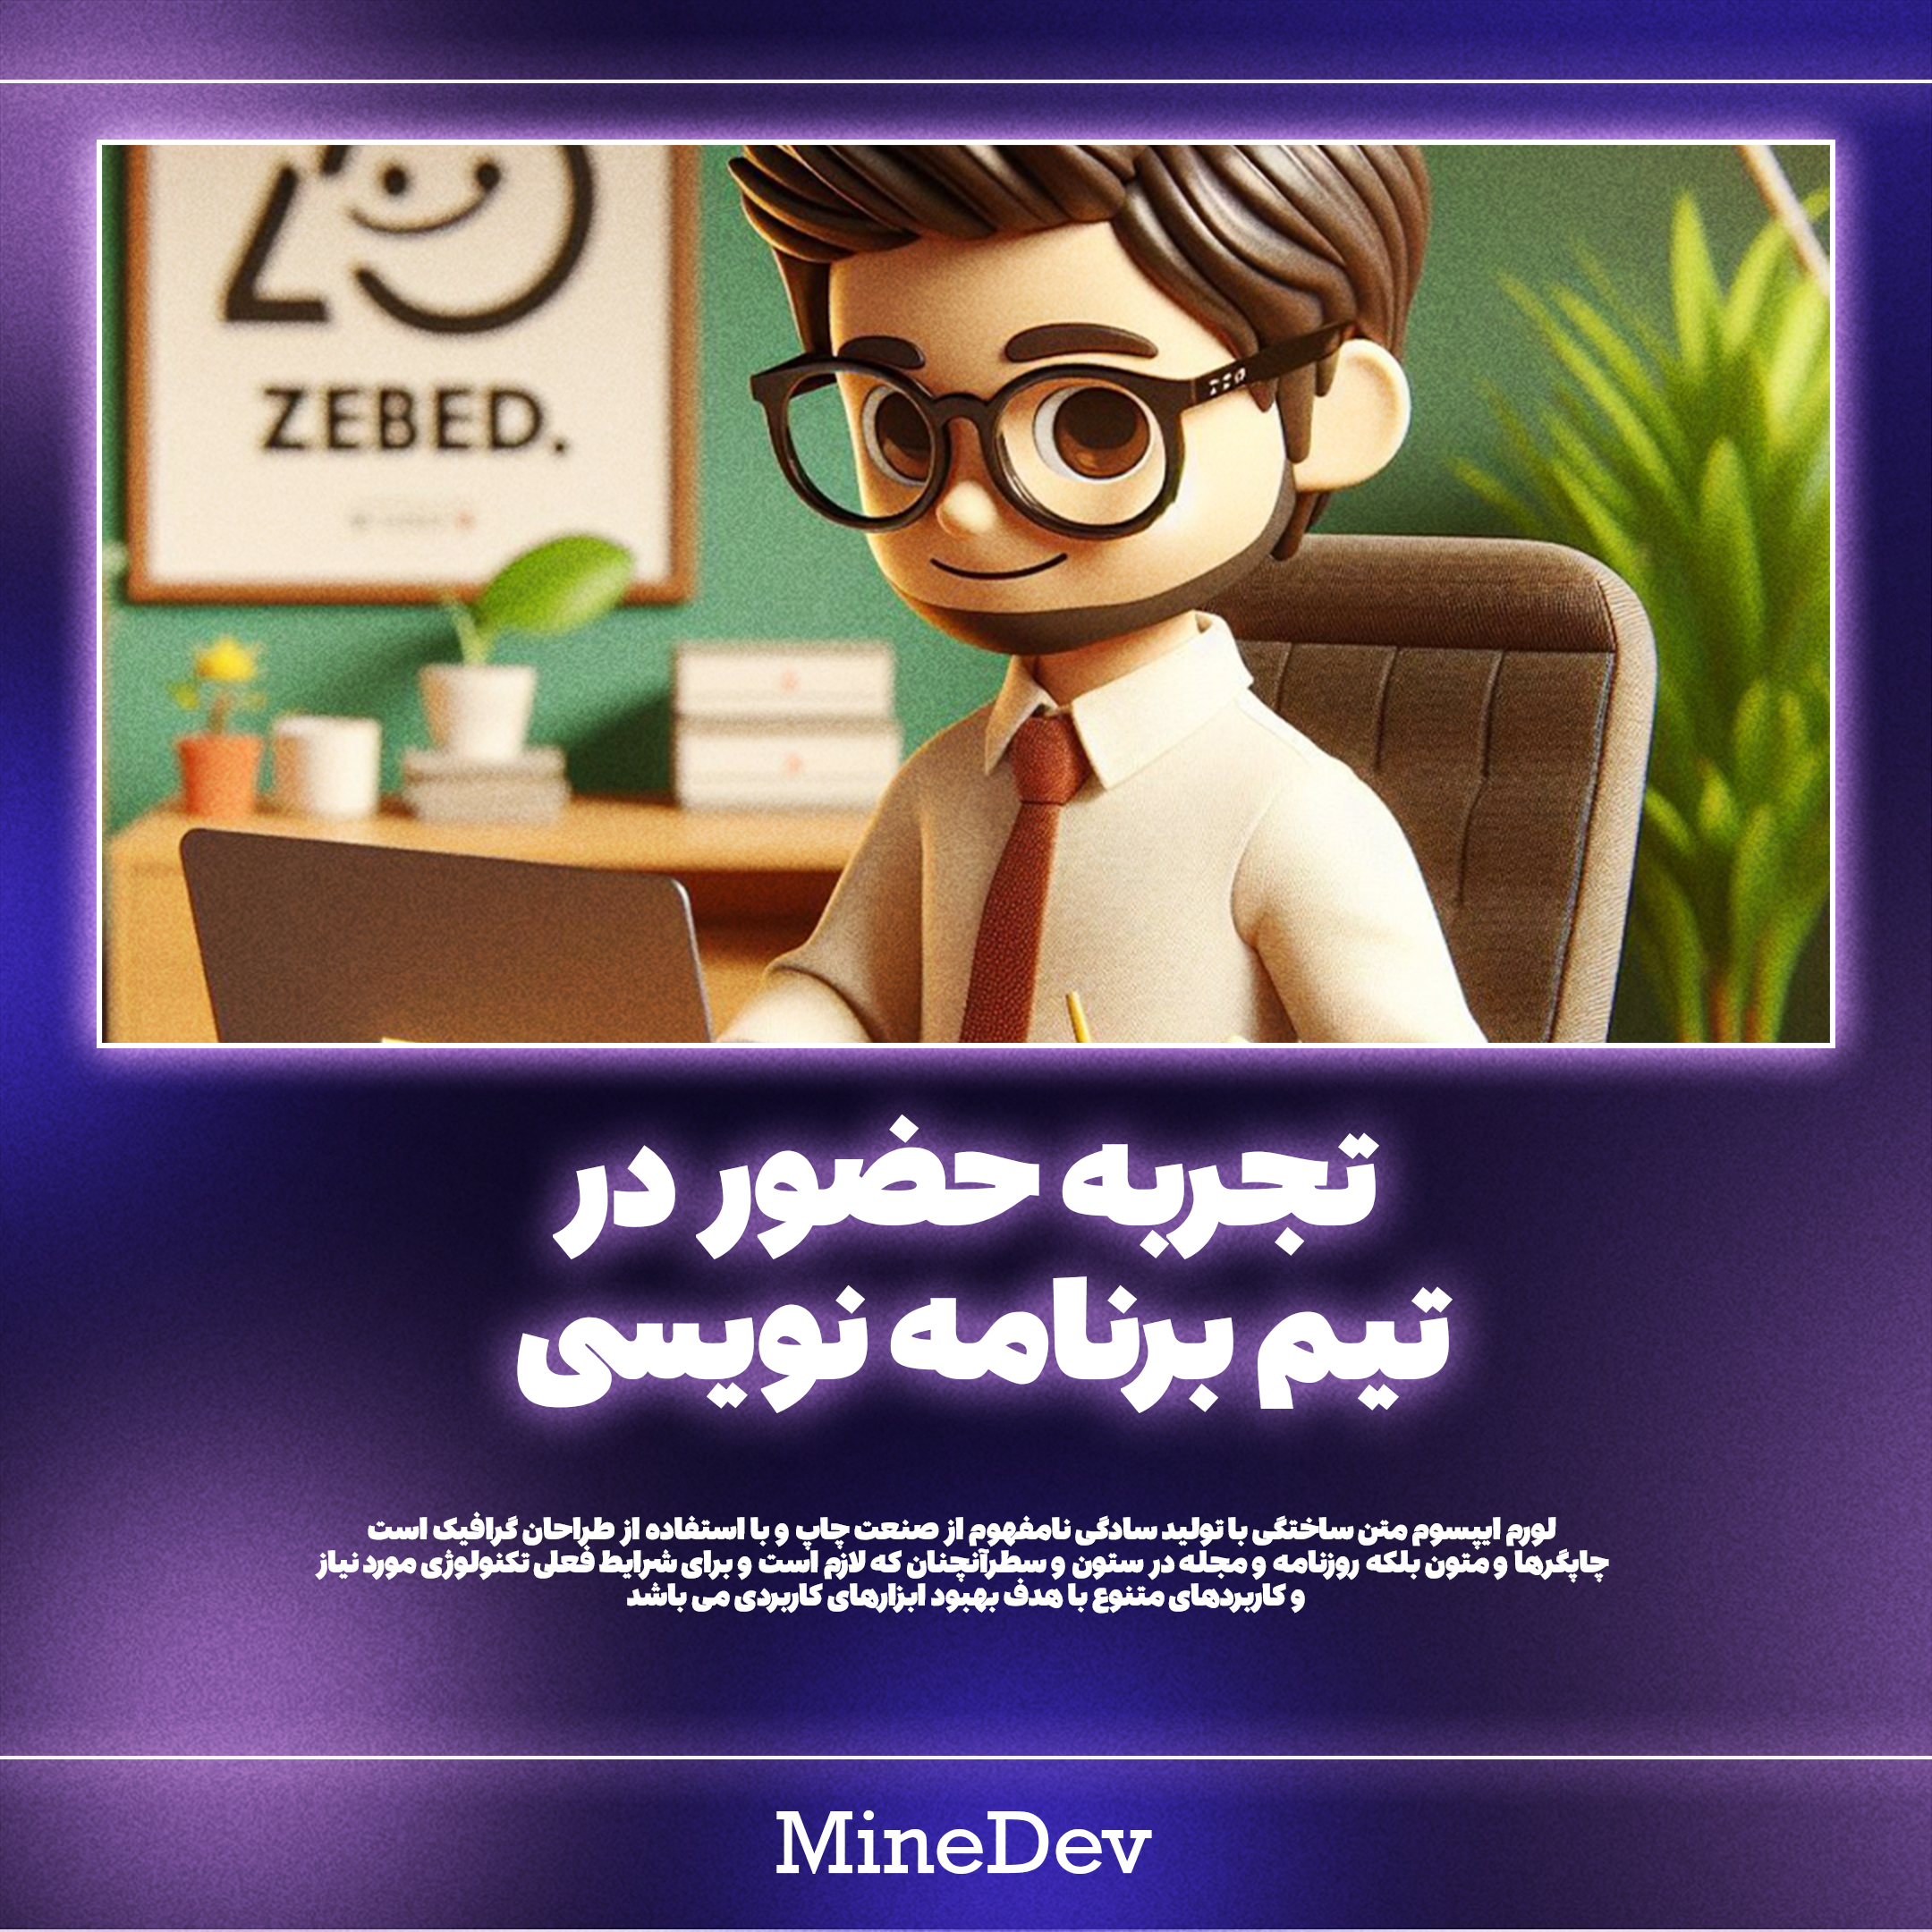 ZEBED.
تجربه حضور در
تیم برنامه نویسی
لورم ایپسوم متن ساختگی با تولید سادگی نامفهوم از صنعت چاپ و با استفاده از طراحان گرافیک است
چاپگرها و متون بلکه روزنامه و مجله در ستون و سطرآنچنان که لازم است و برای شرایط فعلی تکنولوژی مورد نیاز
و کاربردهای متنوع با هدف بهبود ابزارهای کاربردی می باشد
MineDev